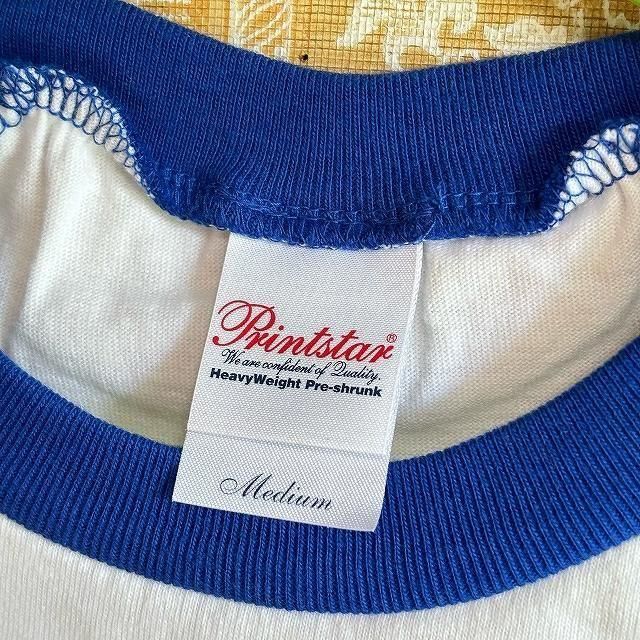 Printstar®
We are confident of Quality.
HeavyWeight Pre-shrunk
Medium